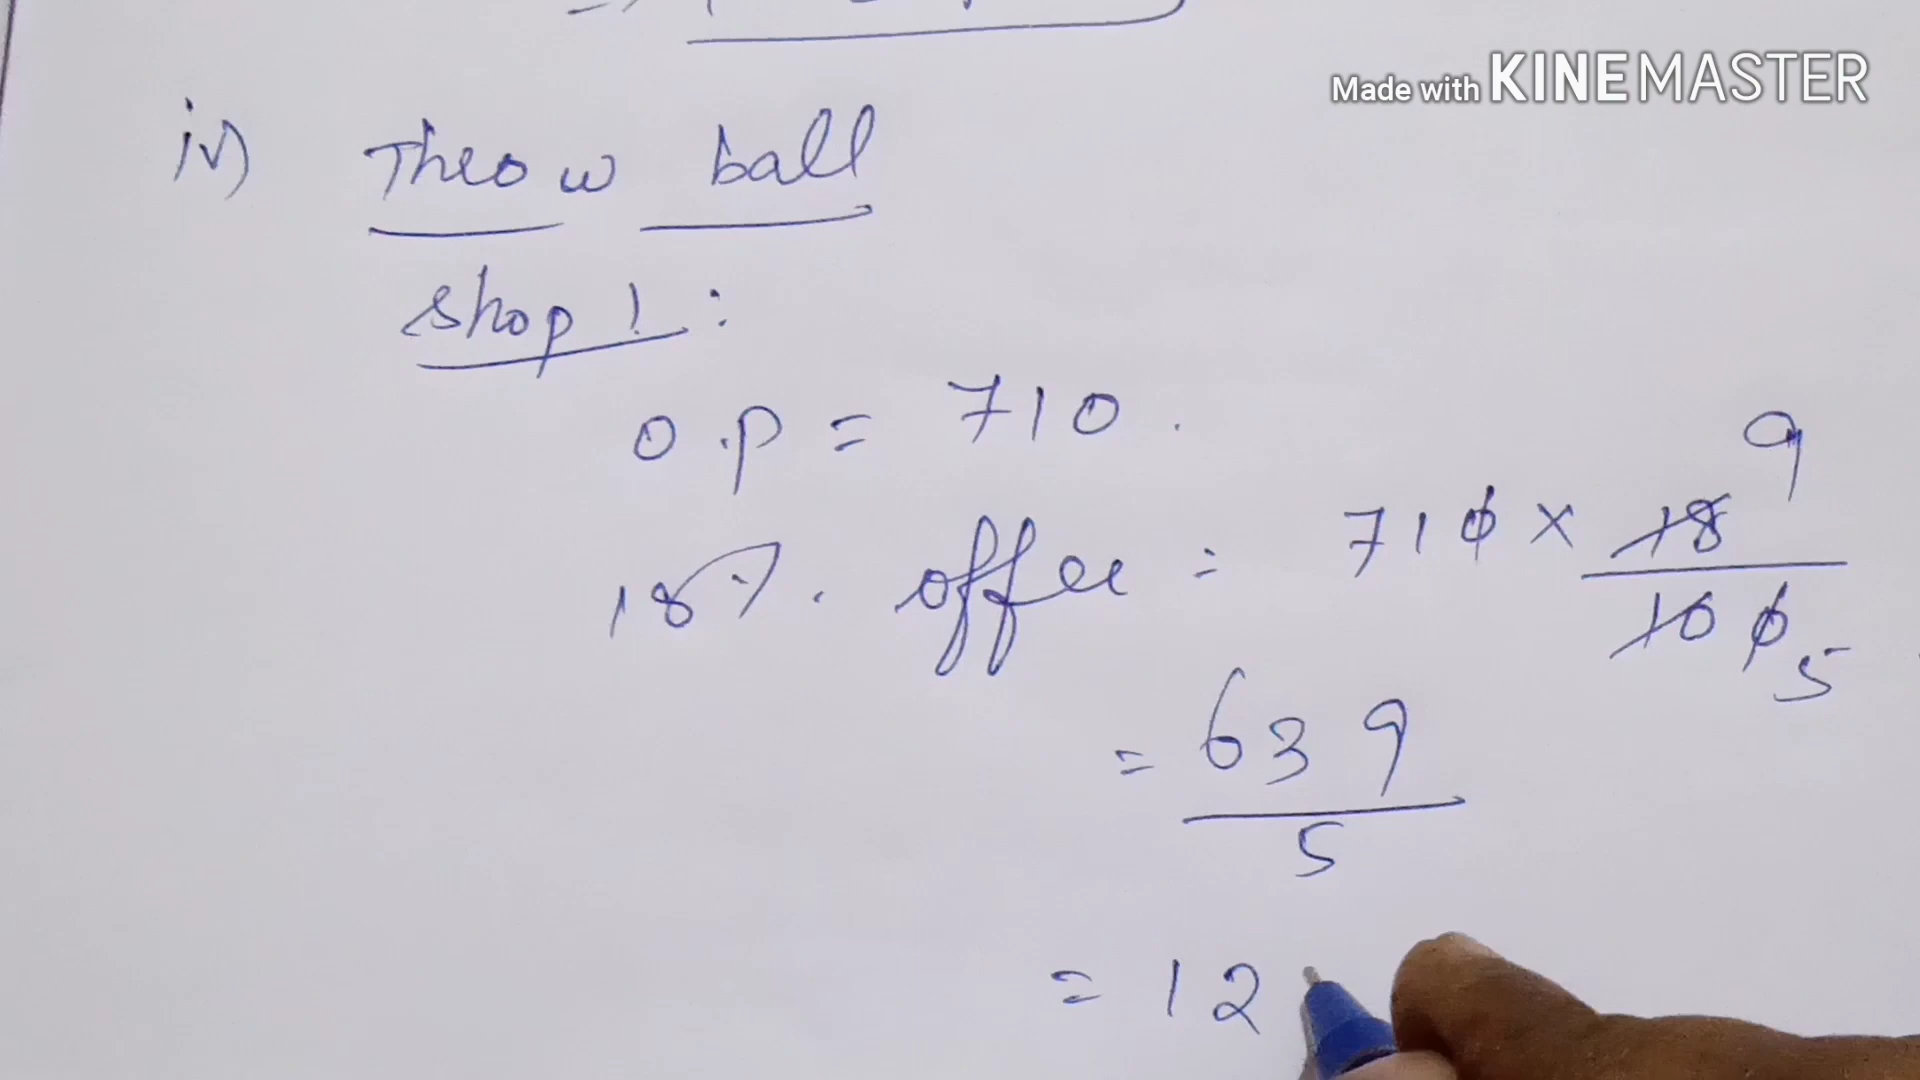 Made with KINEMASTER
iv) Throw ball
Shop 1:
O.P = 710.
18%. offer = 710 × 18/100 9 5
= 639/5
= 12